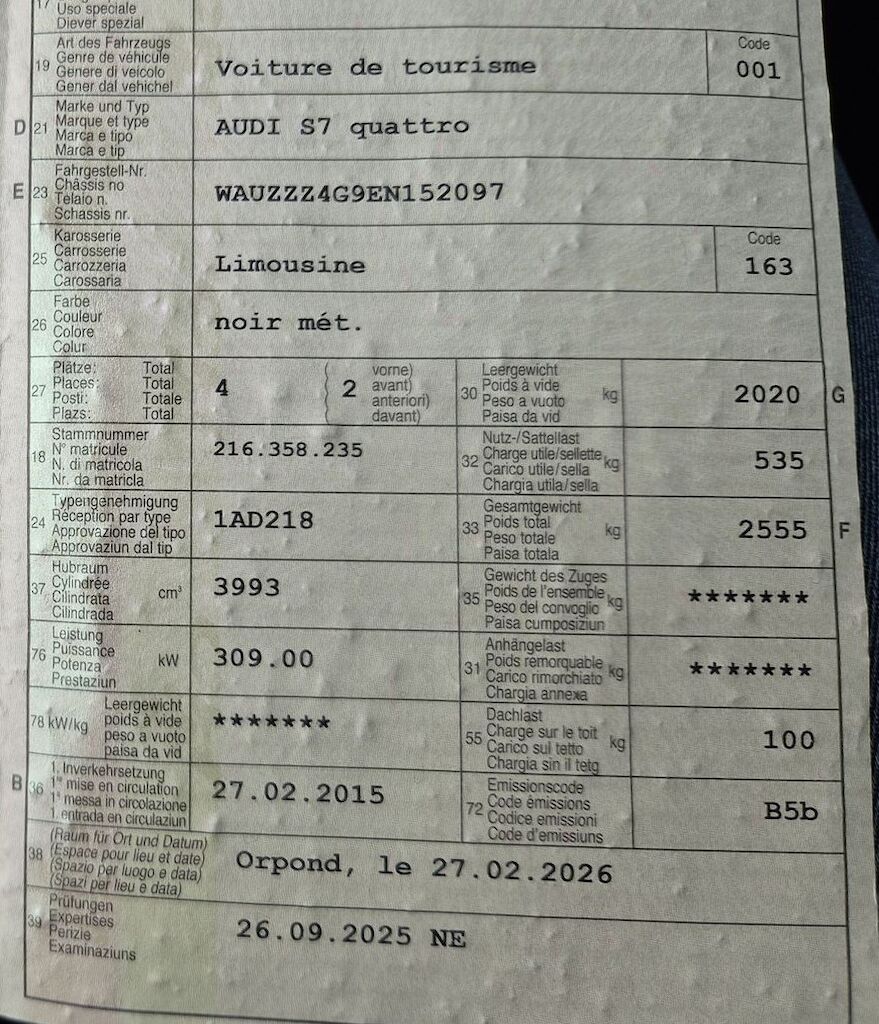 17
Uso speciale
Diever spezial
19 Art des Fahrzeugs
Genre de véhicule
Genere di veicolo
Gener dal vehichel
Voiture de tourisme
Code
001
D 21 Marke und Typ
Marque et type
Marca e tipo
Marca e tip
AUDI S7 quattro
E 23 Fahrgestell-Nr.
Châssis no
Telaio n.
Schassis nr.
WAUZZZ4G9EN152097
25 Karosserie
Carrosserie
Carrozzeria
Carossaria
Limousine
Code
163
26 Farbe
Couleur
Colore
Colur
noir mét.
27 Plätze: Total
Places: Total
Posti: Totale
Plazs: Total
4
( 2 vorne)
avant)
anteriori)
davant)
30 Leergewicht
Poids à vide
Peso a vuoto
Paisa da vid
kg
2020 G
18 Stammnummer
N° matricule
N. di matricola
Nr. da matricla
216.358.235
32 Nutz-/Sattellast
Charge utile/sellette
Carico utile/sella
Chargia utila/sella
kg
535
24 Typengenehmigung
Réception par type
Approvazione del tipo
Approvaziun dal tip
1AD218
33 Gesamtgewicht
Poids total
Peso totale
Paisa totala
kg
2555 F
37 Hubraum
Cylindrée
Cilindrata
Cilindrada
cm³
3993
35 Gewicht des Zuges
Poids de l'ensemble
Peso del convoglio
Paisa cumposiziun
kg
*******
76 Leistung
Puissance
Potenza
Prestaziun
kW
309.00
31 Anhängelast
Poids remorquable
Carico rimorchiato
Chargia annexa
kg
*******
78 kW/kg Leergewicht
poids à vide
peso a vuoto
paisa da vid
*******
55 Dachlast
Charge sur le toit
Carico sul tetto
Chargia sin il tetg
kg
100
B 36 1. Inverkehrsetzung
1re mise en circulation
1a messa in circolazione
1. entrada en circulaziun
27.02.2015
72 Emissionscode
Code émissions
Codice emissioni
Code d'emissiuns
B5b
38 (Raum für Ort und Datum)
(Espace pour lieu et date)
(Spazio per luogo e data)
(Spazi per lieu e data)
Orpond, le 27.02.2026
39 Prüfungen
Expertises
Perizie
Examinaziuns
26.09.2025 NE